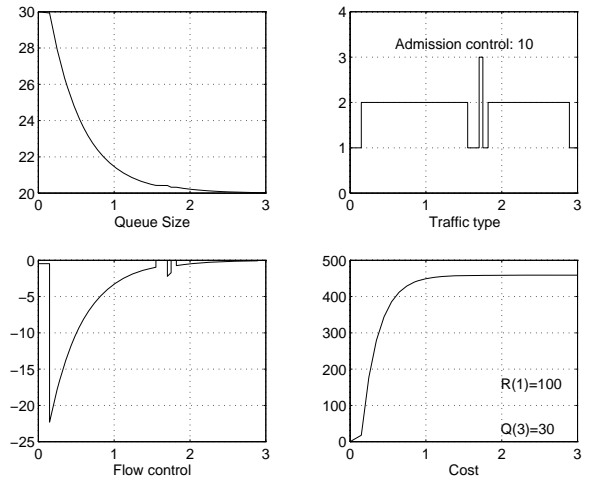 30
28
26
24
22
20
0 1 2 3
Queue Size
4
3
2
1
0
Admission control: 10
0 1 2 3
Traffic type
0
−5
−10
−15
−20
−25
0 1 2 3
Flow control
500
400
300
200
100
0
R(1)=100
Q(3)=30
0 1 2 3
Cost